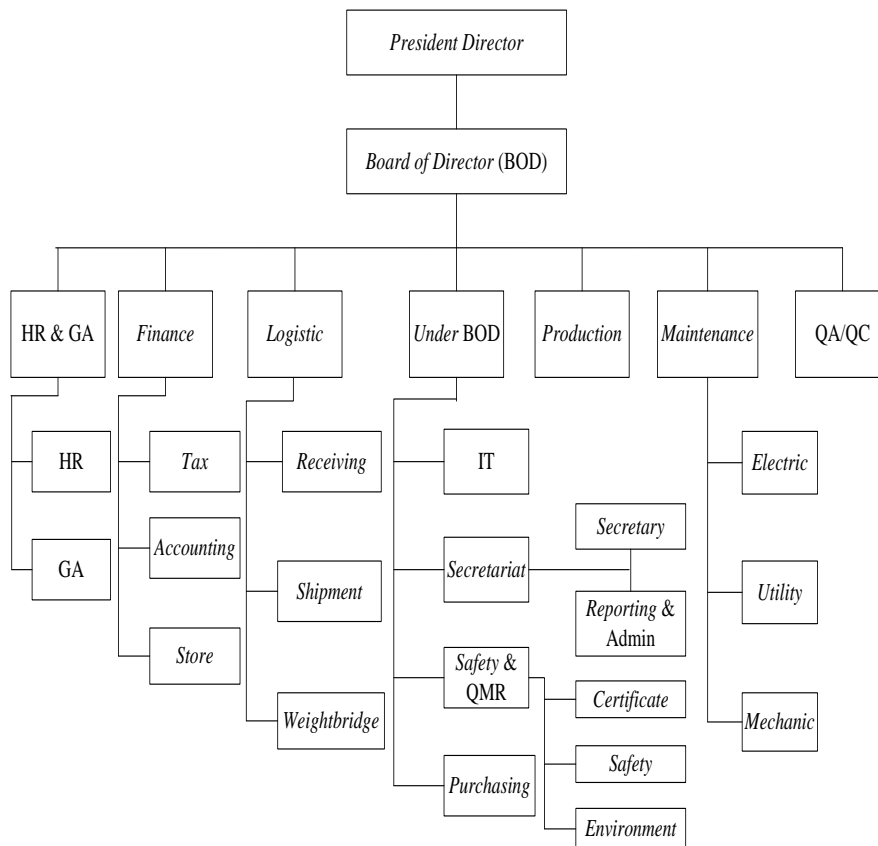 President Director
Board of Director (BOD)
HR & GA
Finance
Logistic
Under BOD
Production
Maintenance
QA/QC
HR
Tax
Receiving
IT
Electric
Secretary
Accounting
GA
Secretariat
Shipment
Reporting &
Admin
Utility
Store
Safety &
QMR
Certificate
Weightbridge
Mechanic
Safety
Purchasing
Environment